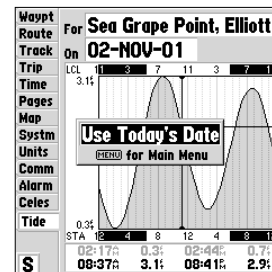 Waypt
Route
Track
Trip
Time
Pages
Map
Systm
Units
Comm
Alarm
Celes
Tide
S
For Sea Grape Point, Elliott
On 02-NOV-01
LCL 11 3 7 11 3 7
3.1ft
Use Today's Date
MENU for Main Menu
0.3ft
STA 12 4 8 12 4 8
02:17A 0.3ft 02:44P 0.7ft
08:37A 3.1ft 08:41P 2.9ft